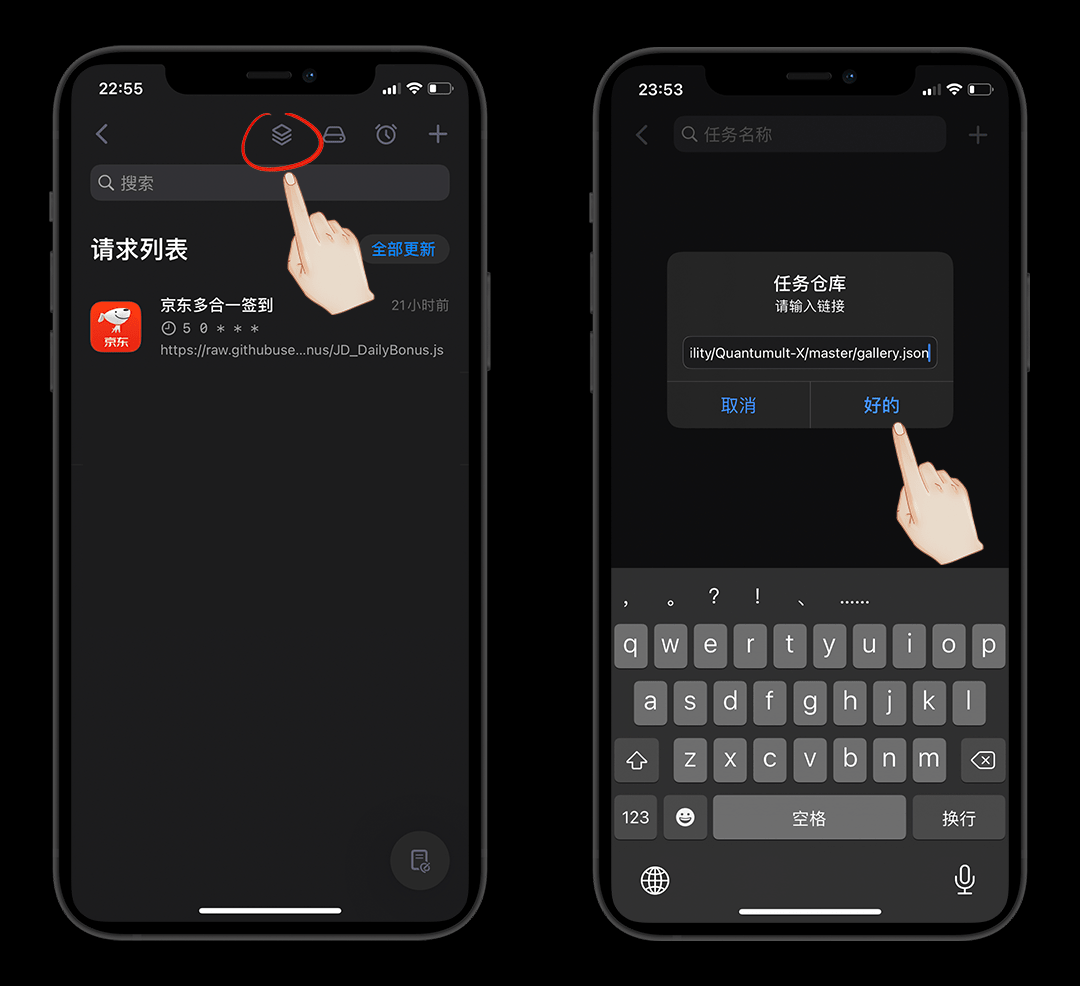 22:55
搜索
请求列表
全部更新
京东
京东多合一签到
21小时前
5 0 * * *
https://raw.githubuse...nus/JD_DailyBonus.js
23:53
任务名称
任务仓库
请输入链接
ility/Quantumult-X/master/gallery.json
取消
好的
， 。 ? ! 、 ......
q w e r t y u i o p
a s d f g h j k l
z x c v b n m
123
空格
换行